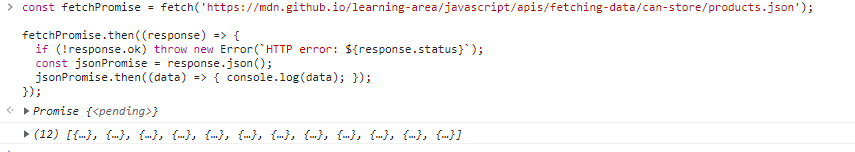 const fetchPromise = fetch('https://mdn.github.io/learning-area/javascript/apis/fetching-data/can-store/products.json');
fetchPromise.then((response) => {
if (!response.ok) throw new Error(`HTTP error: ${response.status}`);
const jsonPromise = response.json();
jsonPromise.then((data) => { console.log(data); });
});
Promise {<pending>}
(12) [{…}, {…}, {…}, {…}, {…}, {…}, {…}, {…}, {…}, {…}, {…}, {…}]